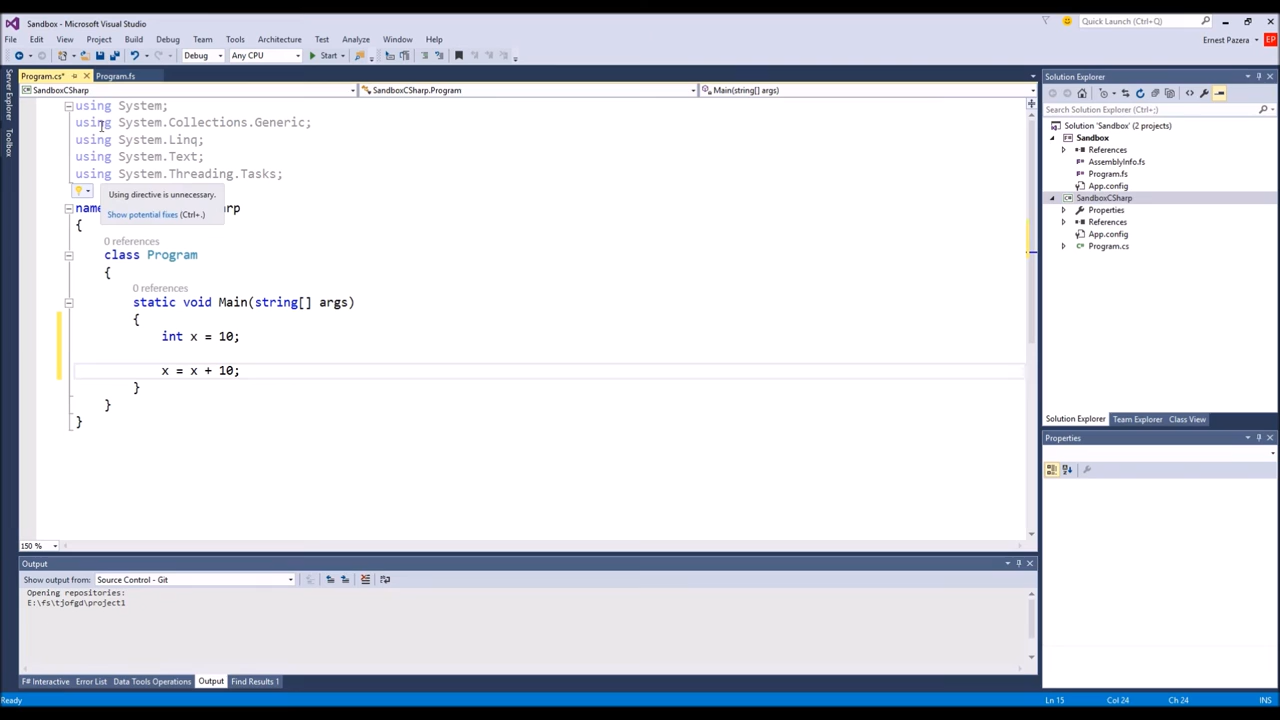 Sandbox - Microsoft Visual Studio
Quick Launch (Ctrl+Q)
File Edit View Project Build Debug Team Tools Architecture Test Analyze Window Help
Ernest Pazera EP
Debug Any CPU Start
Server Explorer
Toolbox
Program.cs* Program.fs
SandboxCSharp SandboxCSharp.Program Main(string[] args)
using System;
using System.Collections.Generic;
using System.Linq;
using System.Text;
using System.Threading.Tasks;
Using directive is unnecessary.
Show potential fixes (Ctrl+.)
{
0 references
class Program
{
0 references
static void Main(string[] args)
{
int x = 10;
x = x + 10;
}
}
}
150 %
Solution Explorer
Search Solution Explorer (Ctrl+;)
Solution 'Sandbox' (2 projects)
Sandbox
References
AssemblyInfo.fs
Program.fs
App.config
SandboxCSharp
Properties
References
App.config
Program.cs
Solution Explorer Team Explorer Class View
Properties
Output
Show output from: Source Control - Git
Opening repositories:
E:\fs\tjofgd\project1
F# Interactive Error List Data Tools Operations Output Find Results 1
Ready Ln 15 Col 24 Ch 24 INS